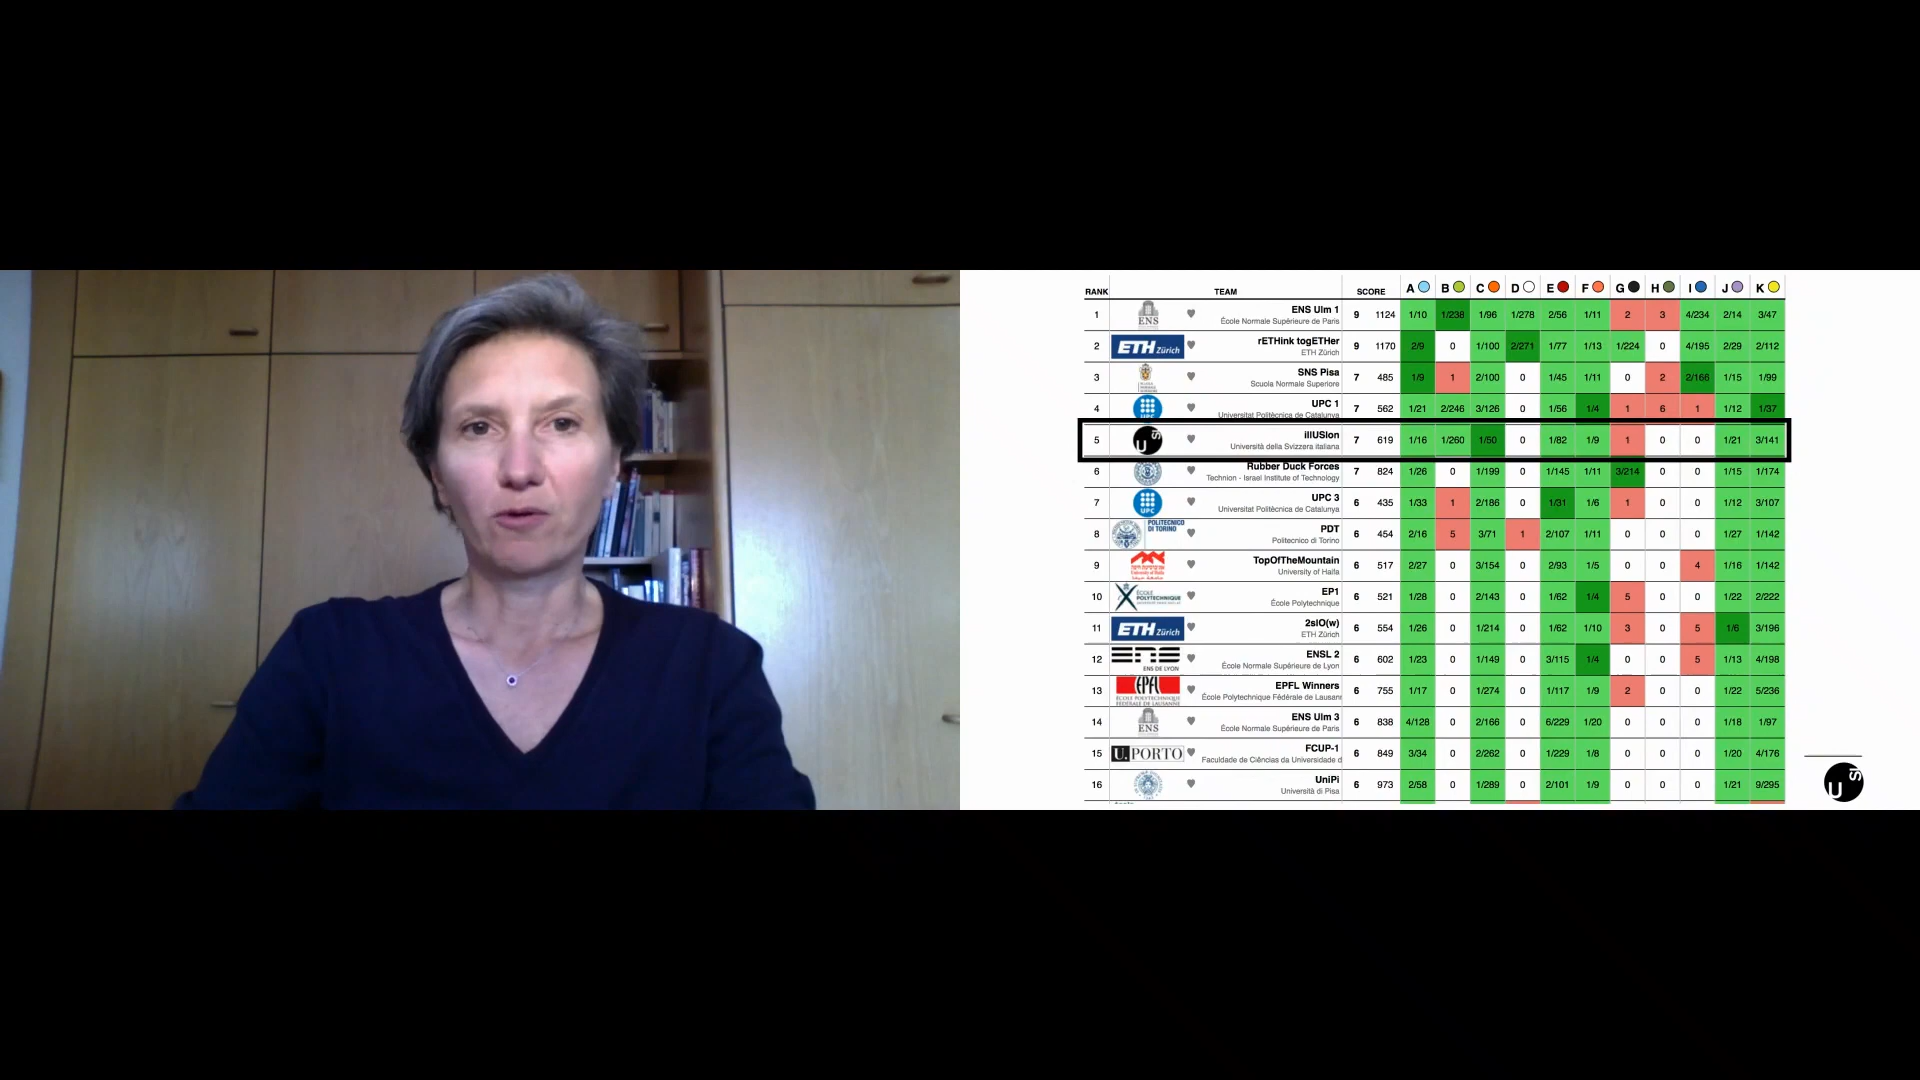 RANK TEAM SCORE A B C D E F G H I J K
1 ENS ENS Ulm 1 9 1124 1/10 1/238 1/96 1/278 2/56 1/11 2 3 4/234 2/14 3/47
École Normale Supérieure de Paris
2 ETH Zürich rETHink togETHer 9 1170 2/9 0 1/100 2/271 1/77 1/13 1/224 0 4/195 2/29 2/112
ETH Zürich
3 SNS Pisa 7 485 1/9 1 2/100 0 1/45 1/11 0 2 2/166 1/15 1/99
Scuola Normale Superiore
4 UPC UPC 1 7 562 1/21 2/246 3/126 0 1/56 1/4 1 6 1 1/12 1/37
Universitat Politècnica de Catalunya
5 USI illUSIon 7 619 1/16 1/260 1/50 0 1/82 1/9 1 0 0 1/21 3/141
Università della Svizzera italiana
6 Rubber Duck Forces 7 824 1/26 0 1/199 0 1/145 1/11 3/214 0 0 1/15 1/174
Technion - Israel Institute of Technology
7 UPC UPC 3 6 435 1/33 1 2/186 0 1/31 1/6 1 0 0 1/12 3/107
Universitat Politècnica de Catalunya
8 POLITECNICO DI TORINO PDT 6 454 2/16 5 3/71 1 2/107 1/11 0 0 0 1/27 1/142
Politecnico di Torino
9 TopOfTheMountain 6 517 2/27 0 3/154 0 2/93 1/5 0 0 4 1/16 1/142
University of Haifa
10 ÉCOLE POLYTECHNIQUE EP1 6 521 1/28 0 2/143 0 1/62 1/4 5 0 0 1/22 2/222
École Polytechnique
11 ETH Zürich 2sIO(w) 6 554 1/26 0 1/214 0 1/62 1/10 3 0 5 1/6 3/196
ETH Zürich
12 ENS DE LYON ENSL 2 6 602 1/23 0 1/149 0 3/115 1/4 0 0 5 1/13 4/198
École Normale Supérieure de Lyon
13 EPFL ÉCOLE POLYTECHNIQUE FÉDÉRALE DE LAUSANNE EPFL Winners 6 755 1/17 0 1/274 0 1/117 1/9 2 0 0 1/22 5/236
École Polytechnique Fédérale de Lausan
14 ENS ENS Ulm 3 6 838 4/128 0 2/166 0 6/229 1/20 0 0 0 1/18 1/97
École Normale Supérieure de Paris
15 U.PORTO FCUP-1 6 849 3/34 0 2/262 0 1/229 1/8 0 0 0 1/20 4/176
Faculdade de Ciências da Universidade d
16 UniPi 6 973 2/58 0 1/289 0 2/101 1/9 0 0 0 1/21 9/295
Università di Pisa
USI